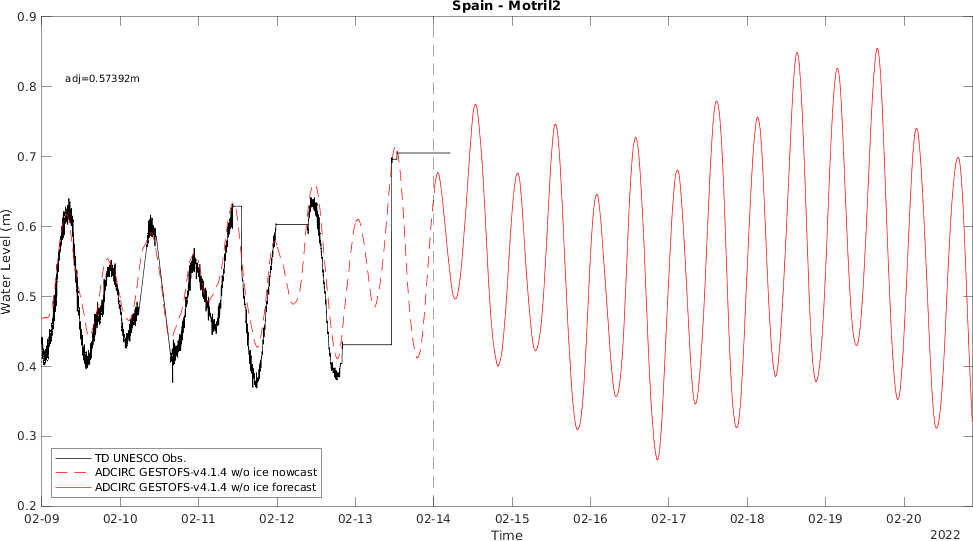 Spain - Motril2
0.9
0.8
0.7
0.6
0.5
0.4
0.3
0.2
Water Level (m)
adj=0.57392m
TD UNESCO Obs.
ADCIRC GESTOFS-v4.1.4 w/o ice nowcast
ADCIRC GESTOFS-v4.1.4 w/o ice forecast
02-09 02-10 02-11 02-12 02-13 02-14 02-15 02-16 02-17 02-18 02-19 02-20
Time
2022